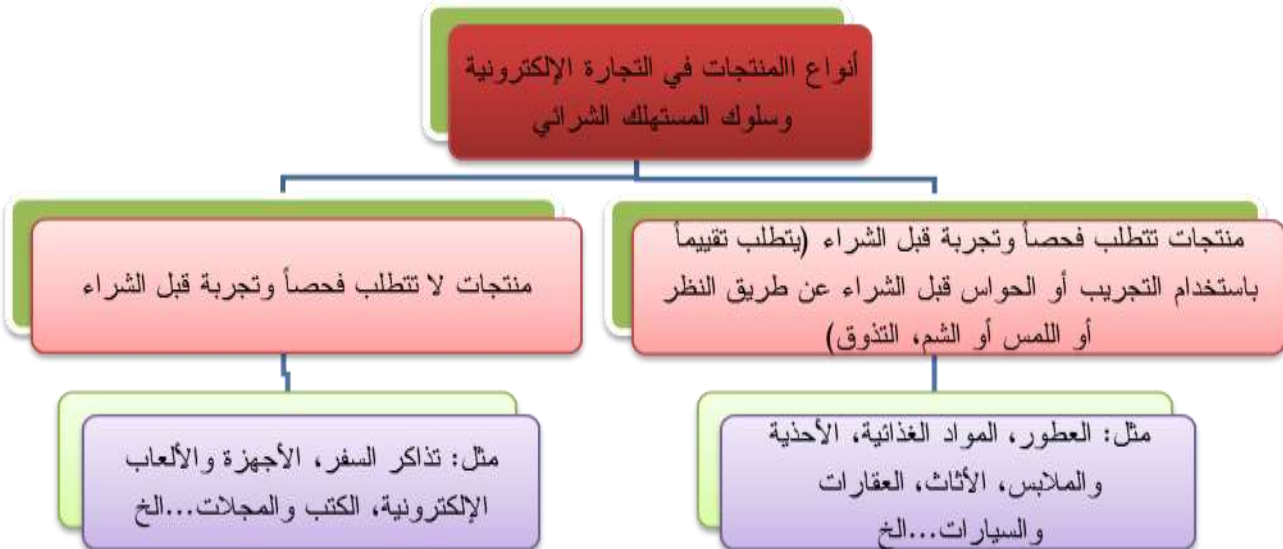 أنواع االمنتجات في التجارة الإلكترونية
وسلوك المستهلك الشرائي
منتجات تتطلب فحصاً وتجربة قبل الشراء (يتطلب تقييماً
باستخدام التجريب أو الحواس قبل الشراء عن طريق النظر
أو اللمس أو الشم، التذوق)
منتجات لا تتطلب فحصاً وتجربة قبل الشراء
مثل: العطور، المواد الغذائية، الأحذية
والملابس، الأثاث، العقارات
والسيارات...الخ
مثل: تذاكر السفر، الأجهزة والألعاب
الإلكترونية، الكتب والمجلات...الخ